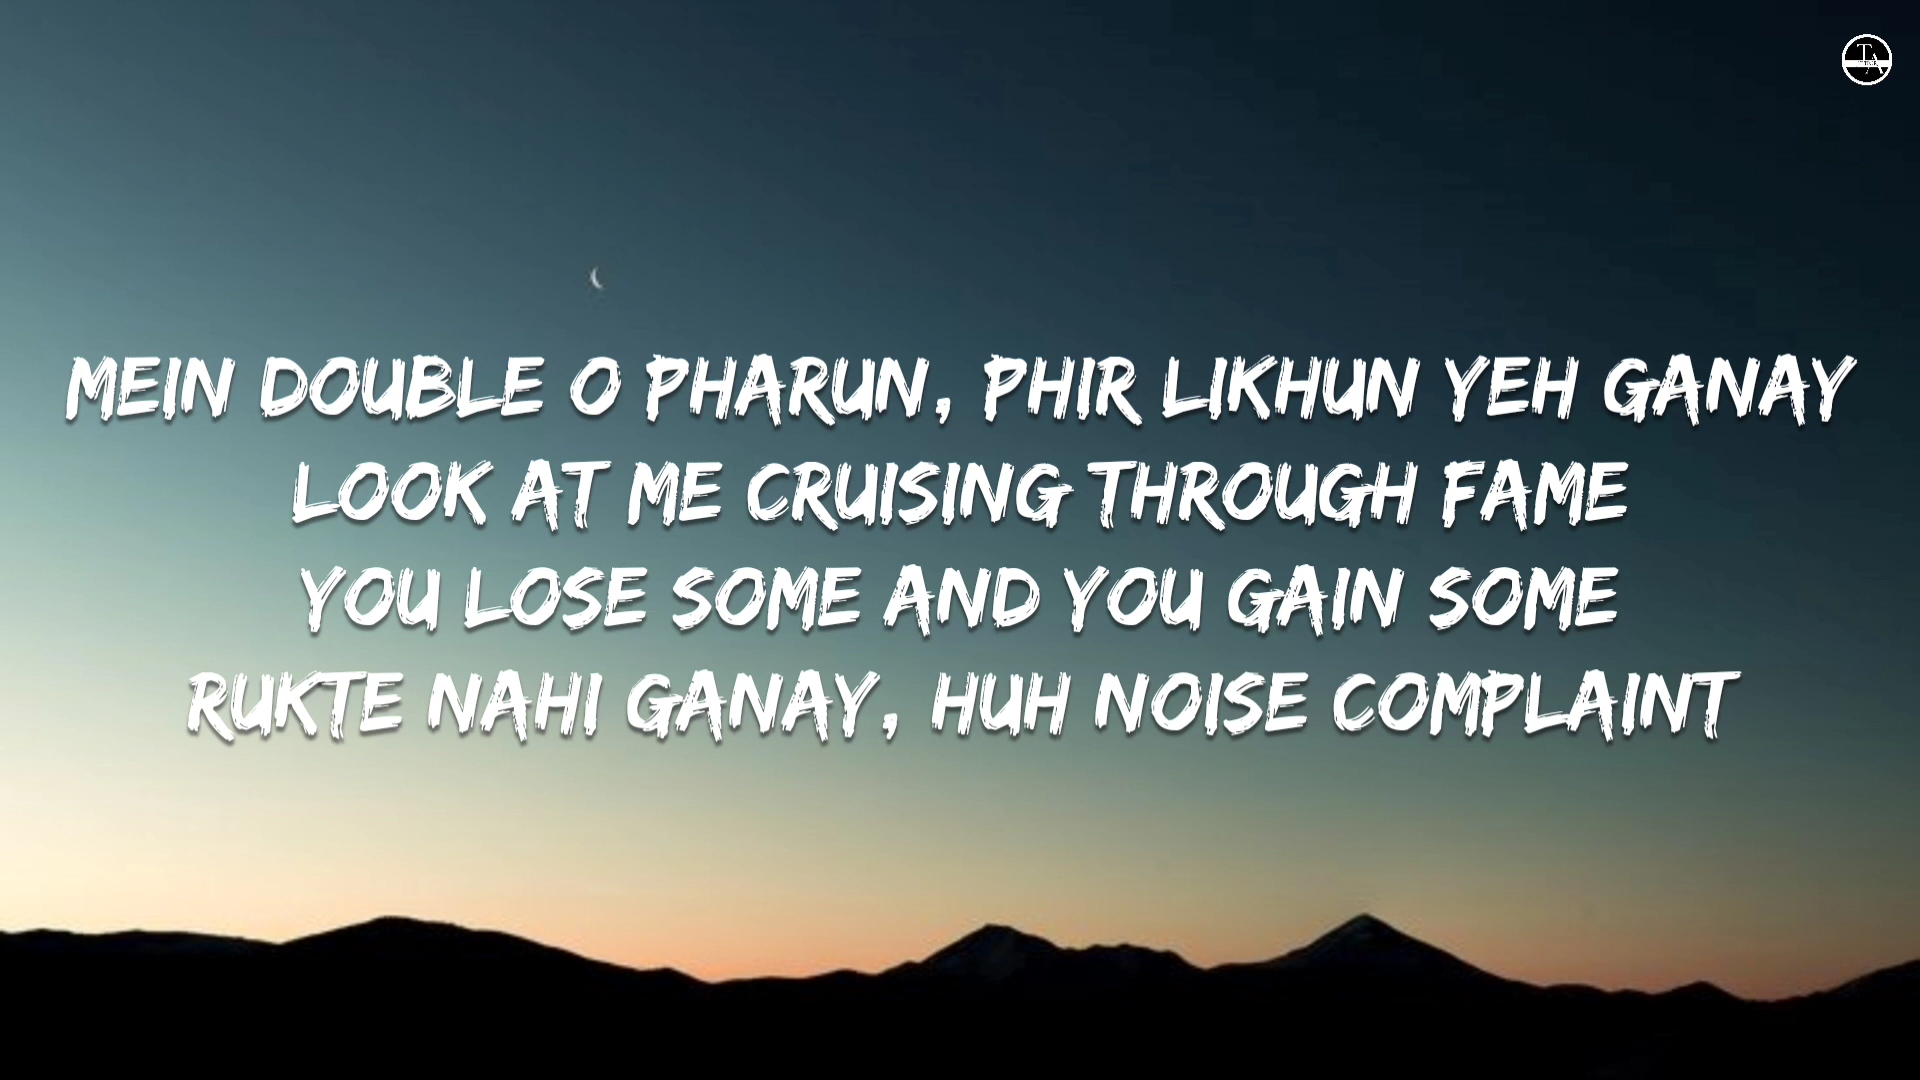 MEIN DOUBLE O PHARUN, PHIR LIKHUN YEH GANAY
LOOK AT ME CRUISING THROUGH FAME
YOU LOSE SOME AND YOU GAIN SOME
RUKTE NAHI GANAY, HUH NOISE COMPLAINT
TA